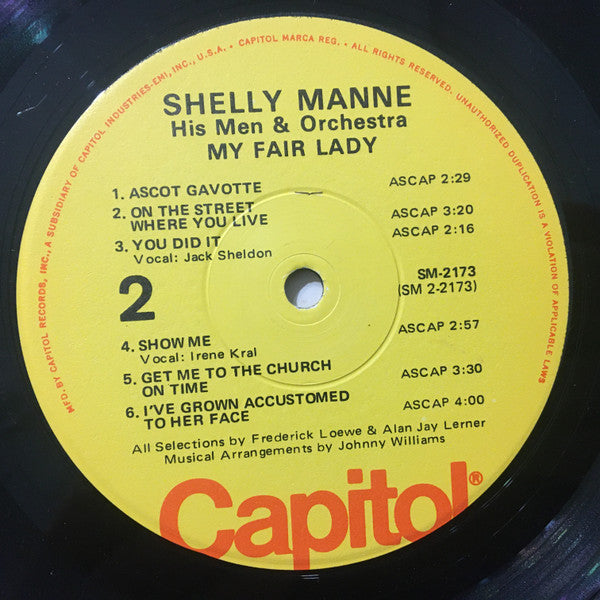 MFD. BY CAPITOL RECORDS, INC., A SUBSIDIARY OF CAPITOL INDUSTRIES-EMI, INC., U.S.A. • CAPITOL MARCA REG. • ALL RIGHTS RESERVED. UNAUTHORIZED DUPLICATION IS A VIOLATION OF APPLICABLE LAWS
SHELLY MANNE
His Men & Orchestra
MY FAIR LADY
1. ASCOT GAVOTTE ASCAP 2:29
2. ON THE STREET
WHERE YOU LIVE ASCAP 3:20
3. YOU DID IT ASCAP 2:16
Vocal: Jack Sheldon
2
SM-2173
(SM 2-2173)
4. SHOW ME ASCAP 2:57
Vocal: Irene Kral
5. GET ME TO THE CHURCH
ON TIME ASCAP 3:30
6. I'VE GROWN ACCUSTOMED
TO HER FACE ASCAP 4:00
All Selections by Frederick Loewe & Alan Jay Lerner
Musical Arrangements by Johnny Williams
Capitol®